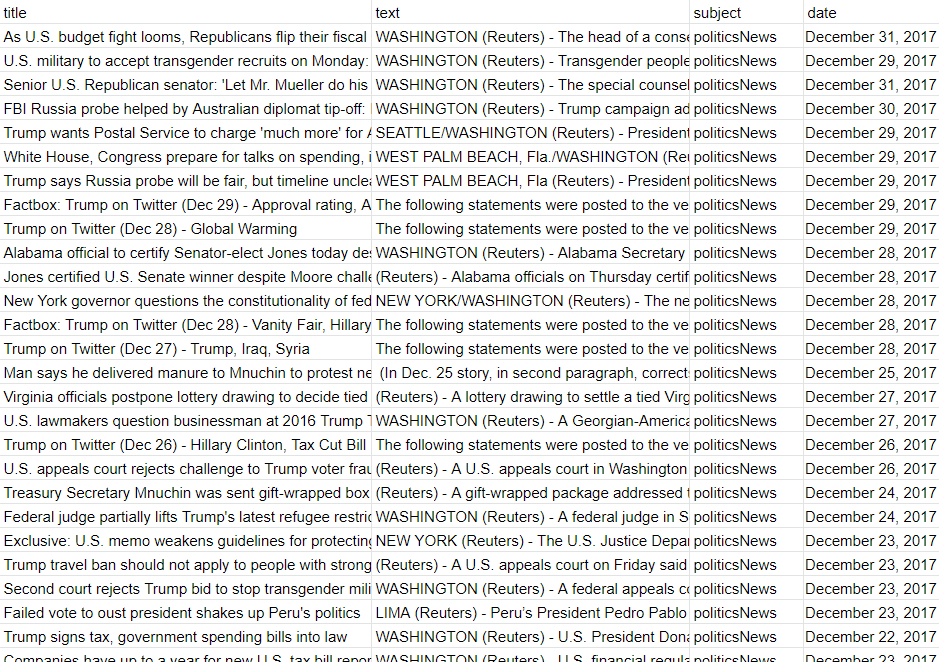 title text subject date
As U.S. budget fight looms, Republicans flip their fiscal WASHINGTON (Reuters) - The head of a conse politicsNews December 31, 2017
U.S. military to accept transgender recruits on Monday: WASHINGTON (Reuters) - Transgender people politicsNews December 29, 2017
Senior U.S. Republican senator: 'Let Mr. Mueller do his WASHINGTON (Reuters) - The special counsel politicsNews December 31, 2017
FBI Russia probe helped by Australian diplomat tip-off: WASHINGTON (Reuters) - Trump campaign ad politicsNews December 30, 2017
Trump wants Postal Service to charge 'much more' for A SEATTLE/WASHINGTON (Reuters) - President politicsNews December 29, 2017
White House, Congress prepare for talks on spending, i WEST PALM BEACH, Fla./WASHINGTON (Reu politicsNews December 29, 2017
Trump says Russia probe will be fair, but timeline unclea WEST PALM BEACH, Fla (Reuters) - President politicsNews December 29, 2017
Factbox: Trump on Twitter (Dec 29) - Approval rating, A The following statements were posted to the ve politicsNews December 29, 2017
Trump on Twitter (Dec 28) - Global Warming The following statements were posted to the ve politicsNews December 29, 2017
Alabama official to certify Senator-elect Jones today des WASHINGTON (Reuters) - Alabama Secretary politicsNews December 28, 2017
Jones certified U.S. Senate winner despite Moore challe (Reuters) - Alabama officials on Thursday certif politicsNews December 28, 2017
New York governor questions the constitutionality of fed NEW YORK/WASHINGTON (Reuters) - The ne politicsNews December 28, 2017
Factbox: Trump on Twitter (Dec 28) - Vanity Fair, Hillary The following statements were posted to the ve politicsNews December 28, 2017
Trump on Twitter (Dec 27) - Trump, Iraq, Syria The following statements were posted to the ve politicsNews December 28, 2017
Man says he delivered manure to Mnuchin to protest ne (In Dec. 25 story, in second paragraph, correct politicsNews December 25, 2017
Virginia officials postpone lottery drawing to decide tied (Reuters) - A lottery drawing to settle a tied Virg politicsNews December 27, 2017
U.S. lawmakers question businessman at 2016 Trump T WASHINGTON (Reuters) - A Georgian-America politicsNews December 27, 2017
Trump on Twitter (Dec 26) - Hillary Clinton, Tax Cut Bill The following statements were posted to the ve politicsNews December 26, 2017
U.S. appeals court rejects challenge to Trump voter frau (Reuters) - A U.S. appeals court in Washington politicsNews December 26, 2017
Treasury Secretary Mnuchin was sent gift-wrapped box (Reuters) - A gift-wrapped package addressed t politicsNews December 24, 2017
Federal judge partially lifts Trump's latest refugee restric WASHINGTON (Reuters) - A federal judge in S politicsNews December 24, 2017
Exclusive: U.S. memo weakens guidelines for protecting NEW YORK (Reuters) - The U.S. Justice Depa politicsNews December 23, 2017
Trump travel ban should not apply to people with strong (Reuters) - A U.S. appeals court on Friday said politicsNews December 23, 2017
Second court rejects Trump bid to stop transgender mili WASHINGTON (Reuters) - A federal appeals co politicsNews December 23, 2017
Failed vote to oust president shakes up Peru's politics LIMA (Reuters) - Peru's President Pedro Pablo politicsNews December 23, 2017
Trump signs tax, government spending bills into law WASHINGTON (Reuters) - U.S. President Dona politicsNews December 22, 2017
Companies have up to a year for new U.S. tax bill repor WASHINGTON (Reuters) - U.S. financial regula politicsNews December 23, 2017